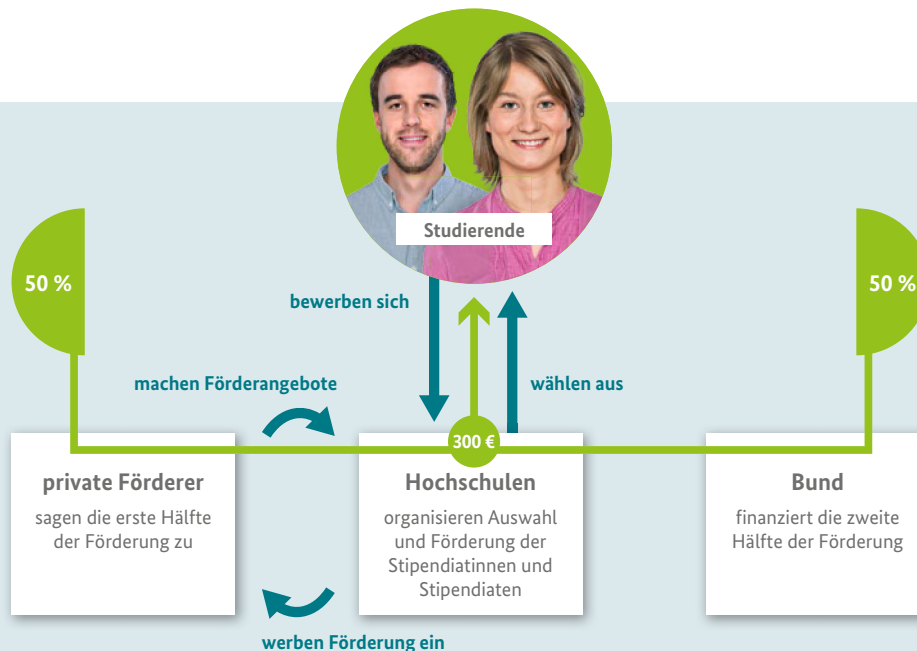 Studierende
50 %
50 %
bewerben sich
machen Förderangebote
wählen aus
300 €
private Förderer
sagen die erste Hälfte
der Förderung zu
Hochschulen
organisieren Auswahl
und Förderung der
Stipendiatinnen und
Stipendiaten
Bund
finanziert die zweite
Hälfte der Förderung
werben Förderung ein